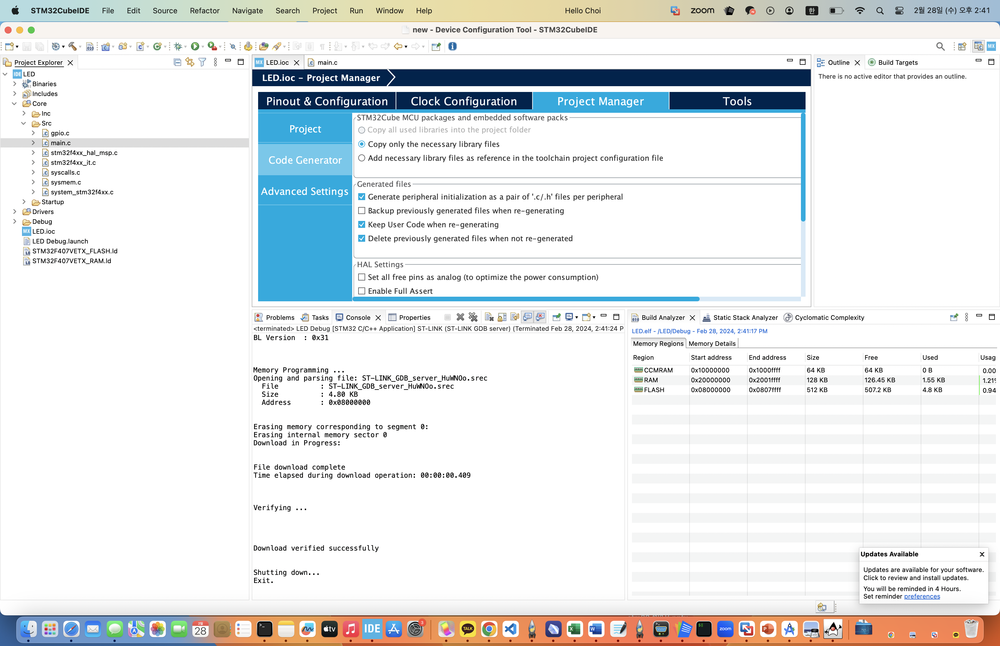 STM32CubeIDE File Edit Source Refactor Navigate Search Project Run Window Help Hello Choi zoom 한 2월 28일 (수) 오후 2:41
new - Device Configuration Tool - STM32CubeIDE
Project Explorer
IDE LED
Binaries
Includes
Core
Inc
Src
gpio.c
main.c
stm32f4xx_hal_msp.c
stm32f4xx_it.c
syscalls.c
sysmem.c
system_stm32f4xx.c
Startup
Drivers
Debug
MX LED.ioc
LED Debug.launch
STM32F407VETX_FLASH.ld
STM32F407VETX_RAM.ld
MX LED.ioc main.c
LED.ioc - Project Manager
Pinout & Configuration Clock Configuration Project Manager Tools
Project
Code Generator
Advanced Settings
STM32Cube MCU packages and embedded software packs
Copy all used libraries into the project folder
Copy only the necessary library files
Add necessary library files as reference in the toolchain project configuration file
Generated files
Generate peripheral initialization as a pair of '.c/.h' files per peripheral
Backup previously generated files when re-generating
Keep User Code when re-generating
Delete previously generated files when not re-generated
HAL Settings
Set all free pins as analog (to optimize the power consumption)
Enable Full Assert
Outline Build Targets
There is no active editor that provides an outline.
Problems Tasks Console Properties
<terminated> LED Debug [STM32 C/C++ Application] ST-LINK (ST-LINK GDB server) (Terminated Feb 28, 2024, 2:41:24 P
BL Version : 0x31
Memory Programming ...
Opening and parsing file: ST-LINK_GDB_server_HuWNOo.srec
File : ST-LINK_GDB_server_HuWNOo.srec
Size : 4.80 KB
Address : 0x08000000
Erasing memory corresponding to segment 0:
Erasing internal memory sector 0
Download in Progress:
File download complete
Time elapsed during download operation: 00:00:00.409
Verifying ...
Download verified successfully
Shutting down...
Exit.
Build Analyzer Static Stack Analyzer Cyclomatic Complexity
LED.elf - /LED/Debug - Feb 28, 2024, 2:41:17 PM
Memory Regions Memory Details
Region Start address End address Size Free Used Usag
CCMRAM 0x10000000 0x1000ffff 64 KB 64 KB 0 B 0.00
RAM 0x20000000 0x2001ffff 128 KB 126.45 KB 1.55 KB 1.21%
FLASH 0x08000000 0x0807ffff 512 KB 507.2 KB 4.8 KB 0.94
Updates Available
Updates are available for your software.
Click to review and install updates.
You will be reminded in 4 Hours.
Set reminder preferences
2월 28 tv IDE 3 TALK zoom